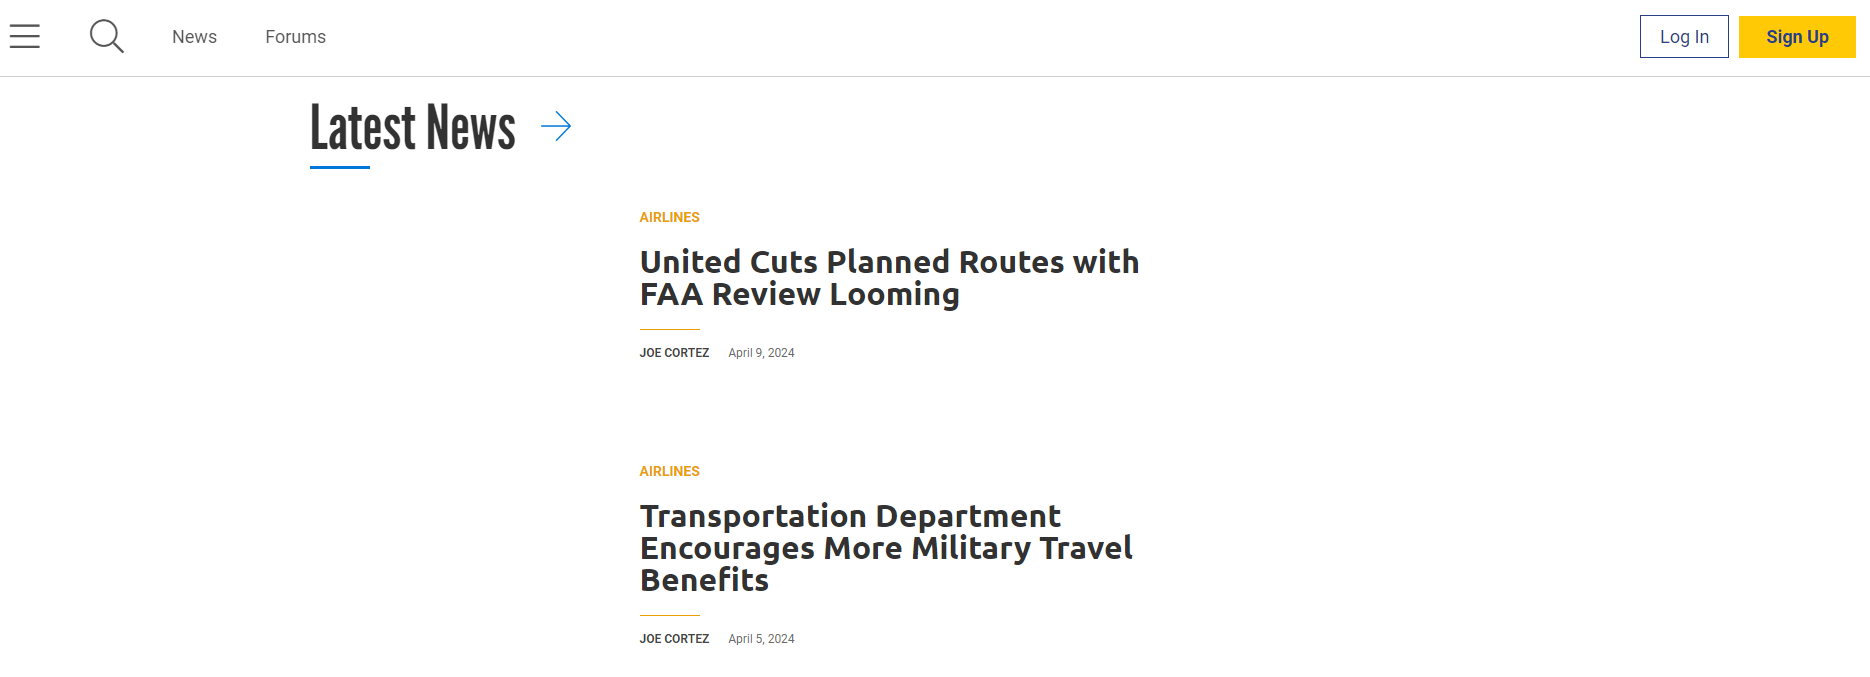 News Forums Log In Sign Up
Latest News
AIRLINES
United Cuts Planned Routes with
FAA Review Looming
JOE CORTEZ April 9, 2024
AIRLINES
Transportation Department
Encourages More Military Travel
Benefits
JOE CORTEZ April 5, 2024